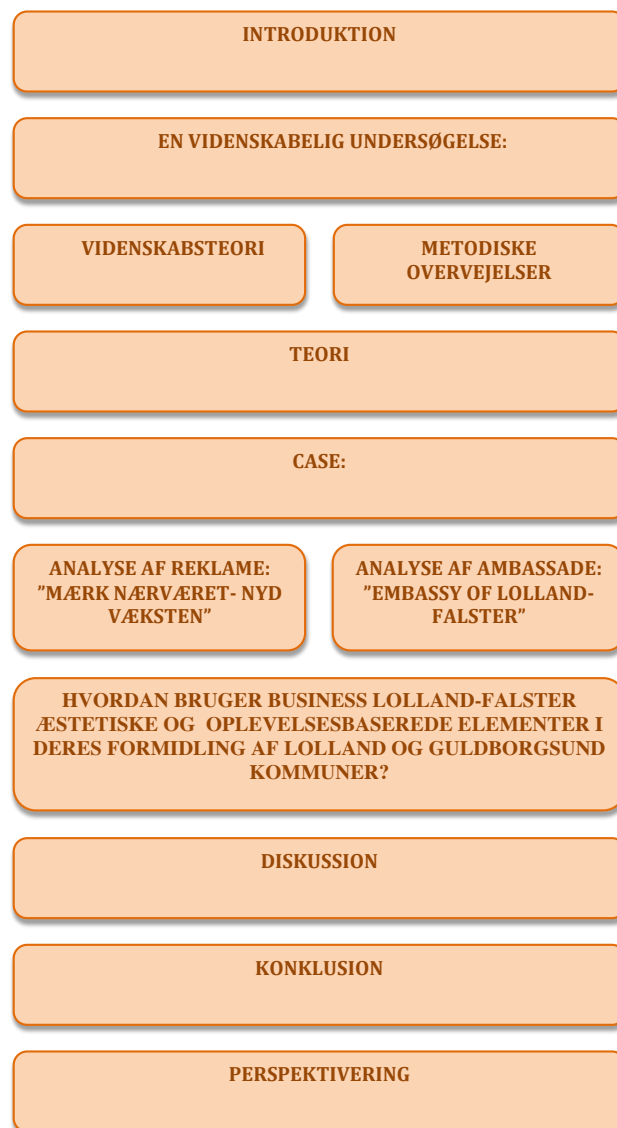 INTRODUKTION
EN VIDENSKABELIG UNDERSØGELSE:
VIDENSKABSTEORI
METODISKE
OVERVEJELSER
TEORI
CASE:
ANALYSE AF REKLAME:
”MÆRK NÆRVÆRET- NYD
VÆKSTEN”
ANALYSE AF AMBASSADE:
”EMBASSY OF LOLLAND-
FALSTER”
HVORDAN BRUGER BUSINESS LOLLAND-FALSTER
ÆSTETISKE OG OPLEVELSESBASEREDE ELEMENTER I
DERES FORMIDLING AF LOLLAND OG GULDBORGSUND
KOMMUNER?
DISKUSSION
KONKLUSION
PERSPEKTIVERING